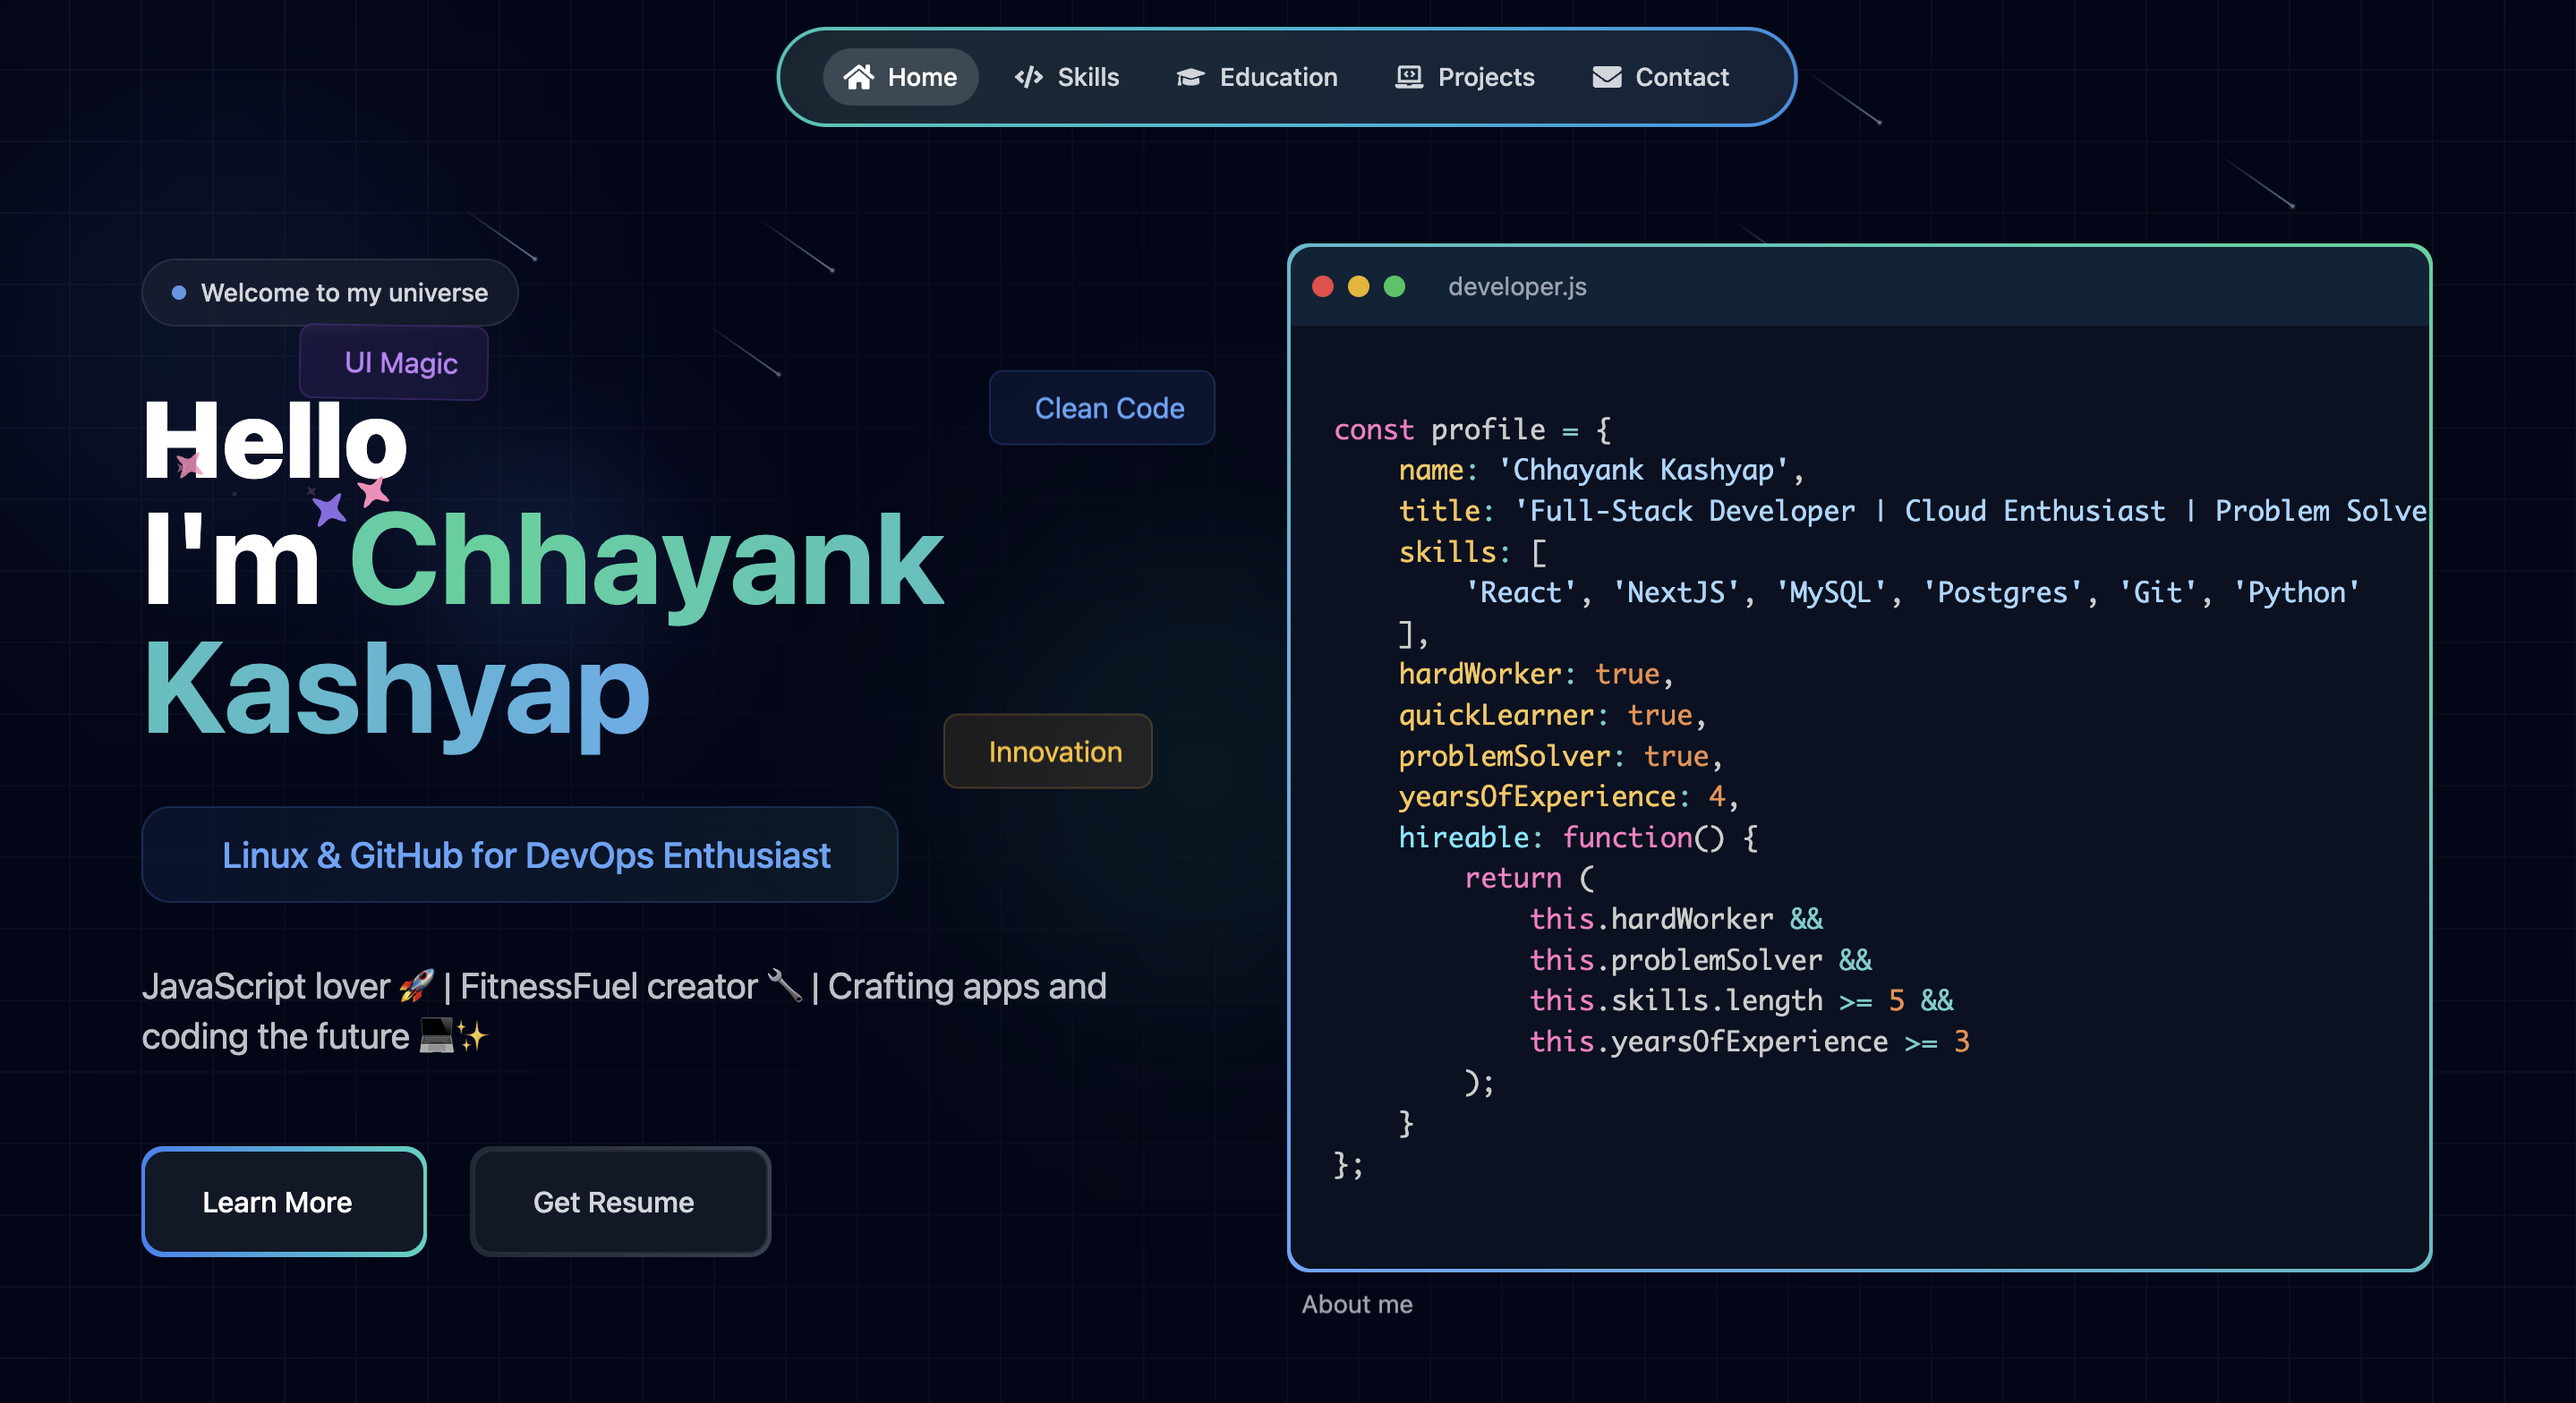 Home Skills Education Projects Contact
Welcome to my universe
UI Magic
Clean Code
Hello
I'm Chhayank
Kashyap
Innovation
Linux & GitHub for DevOps Enthusiast
JavaScript lover 🚀 | FitnessFuel creator 🔧 | Crafting apps and
coding the future 💻✨
Learn More
Get Resume
developer.js
const profile = {
    name: 'Chhayank Kashyap',
    title: 'Full-Stack Developer | Cloud Enthusiast | Problem Solve
    skills: [
        'React', 'NextJS', 'MySQL', 'Postgres', 'Git', 'Python'
    ],
    hardWorker: true,
    quickLearner: true,
    problemSolver: true,
    yearsOfExperience: 4,
    hireable: function() {
        return (
            this.hardWorker &&
            this.problemSolver &&
            this.skills.length >= 5 &&
            this.yearsOfExperience >= 3
        );
    }
};
About me